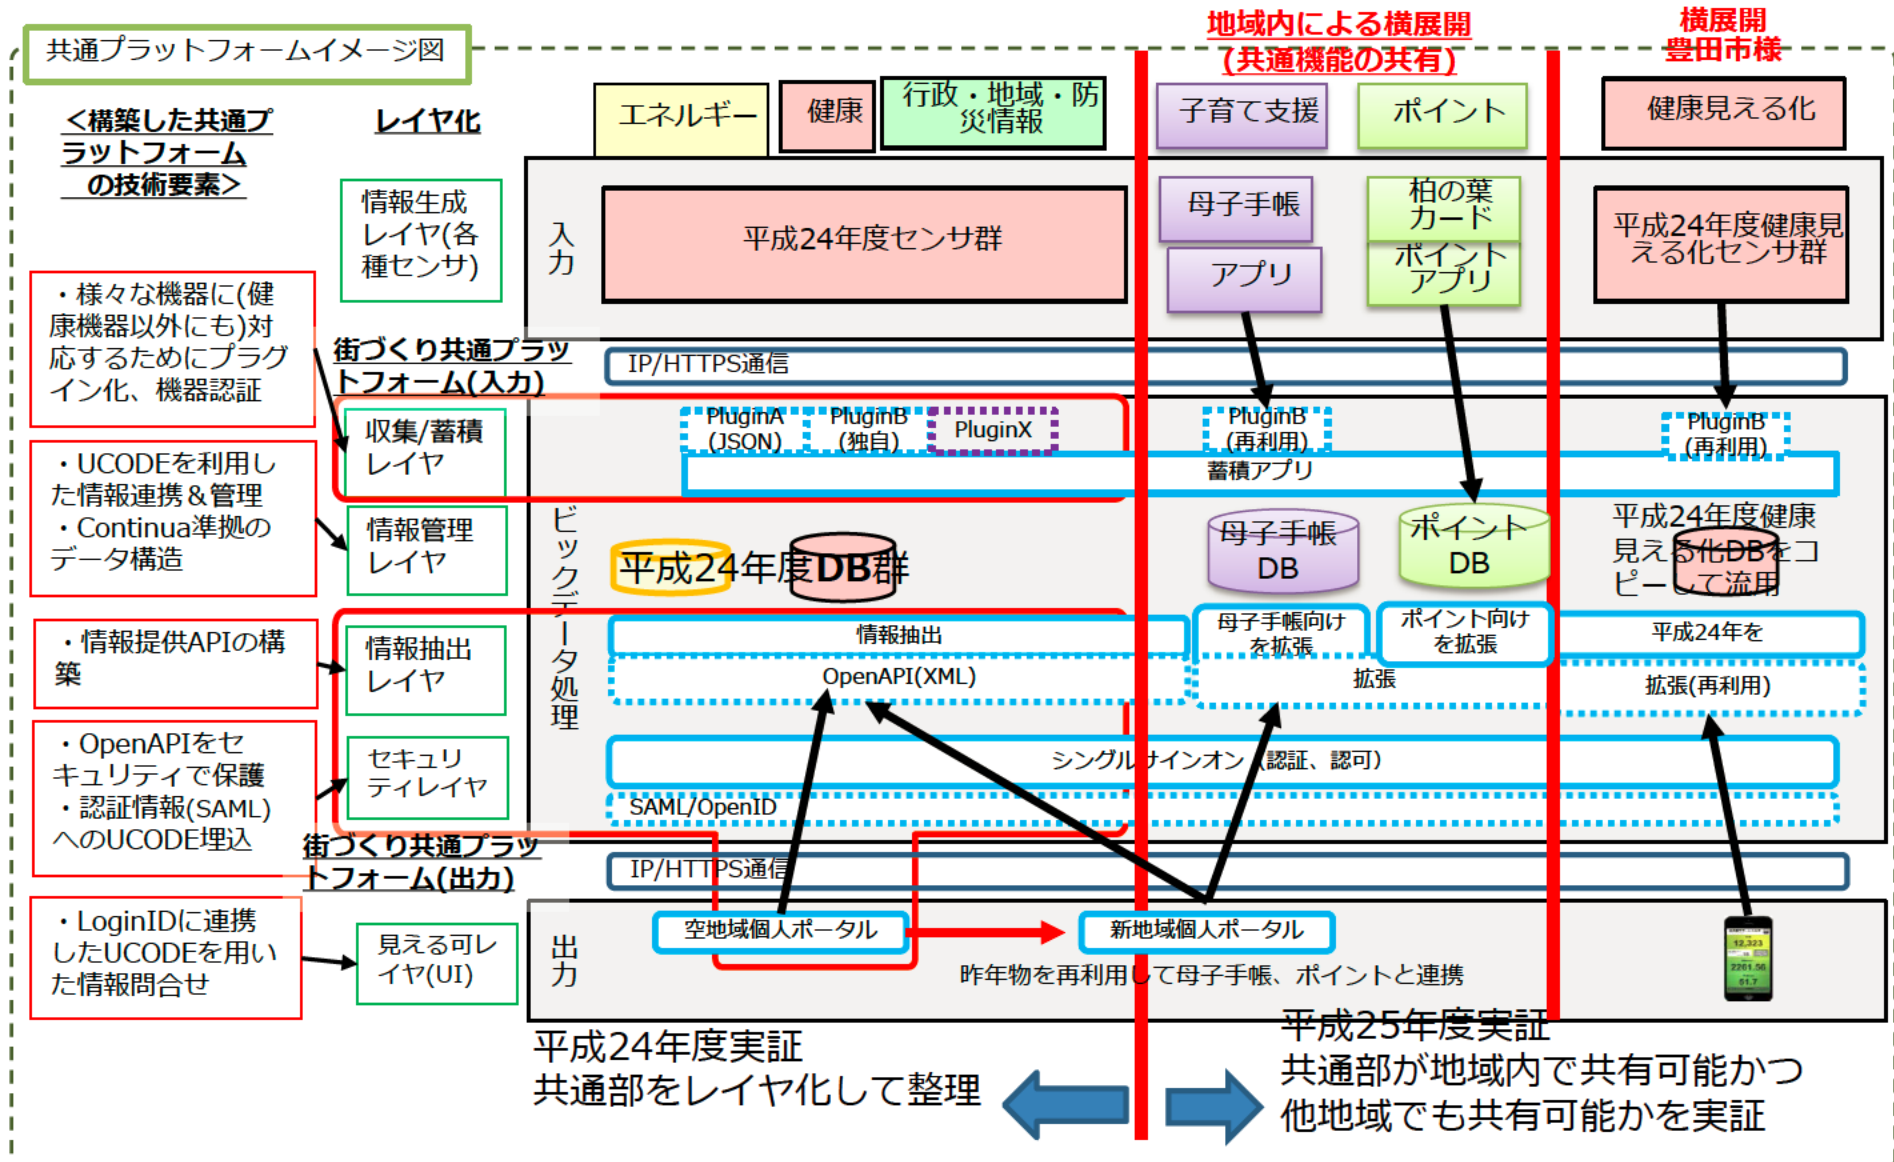 共通プラットフォームイメージ図
地域内による横展開
(共通機能の共有)
横展開
豊田市様
<構築した共通プ
ラットフォーム
の技術要素>
レイヤ化
エネルギー
健康
行政・地域・防
災情報
子育て支援
ポイント
健康見える化
情報生成
レイヤ(各
種センサ)
入力
平成24年度センサ群
母子手帳
アプリ
柏の葉
カード
ポイント
アプリ
平成24年度健康見
える化センサ群
・様々な機器に(健
康機器以外にも)対
応するためにプラグ
イン化、機器認証
街づくり共通プラッ
トフォーム(入力)
IP/HTTPS通信
収集/蓄積
レイヤ
PluginA
(JSON)
PluginB
(独自)
PluginX
PluginB
(再利用)
PluginB
(再利用)
蓄積アプリ
・UCODEを利用し
た情報連携＆管理
・Continua準拠の
データ構造
情報管理
レイヤ
ビックデータ処理
平成24年度DB群
母子手帳
DB
ポイント
DB
平成24年度健康
見える化DBをコ
ピーして流用
・情報提供APIの構
築
情報抽出
レイヤ
情報抽出
OpenAPI(XML)
母子手帳向け
を拡張
ポイント向け
を拡張
拡張
平成24年を
拡張(再利用)
・OpenAPIをセ
キュリティで保護
・認証情報(SAML)
へのUCODE埋込
セキュリ
ティレイヤ
シングルサインオン（認証、認可）
SAML/OpenID
街づくり共通プラッ
トフォーム(出力)
IP/HTTPS通信
・LoginIDに連携
したUCODEを用い
た情報問合せ
見える可レ
イヤ(UI)
出力
空地域個人ポータル
新地域個人ポータル
昨年物を再利用して母子手帳、ポイントと連携
12,323
2201.56
51.7
平成24年度実証
共通部をレイヤ化して整理
平成25年度実証
共通部が地域内で共有可能かつ
他地域でも共有可能かを実証